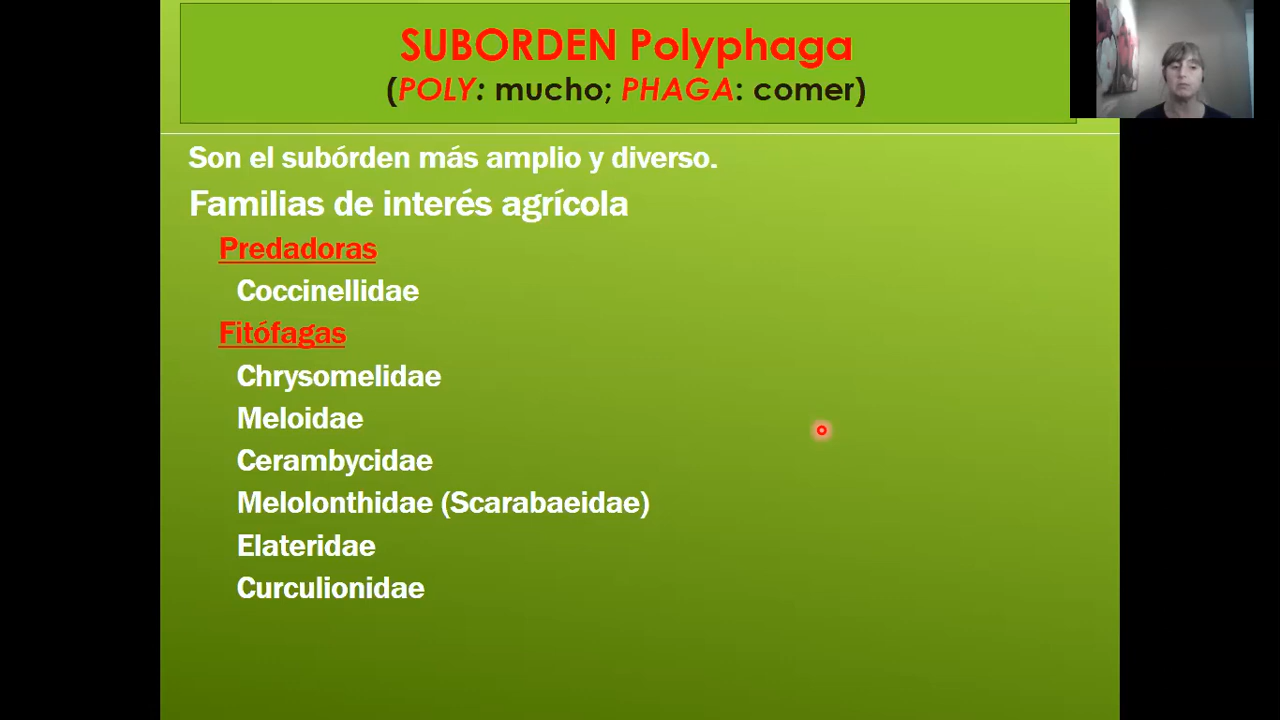 SUBORDEN Polyphaga
(POLY: mucho; PHAGA: comer)
Son el subórden más amplio y diverso.
Familias de interés agrícola
Predadoras
Coccinellidae
Fitófagas
Chrysomelidae
Meloidae
Cerambycidae
Melolonthidae (Scarabaeidae)
Elateridae
Curculionidae